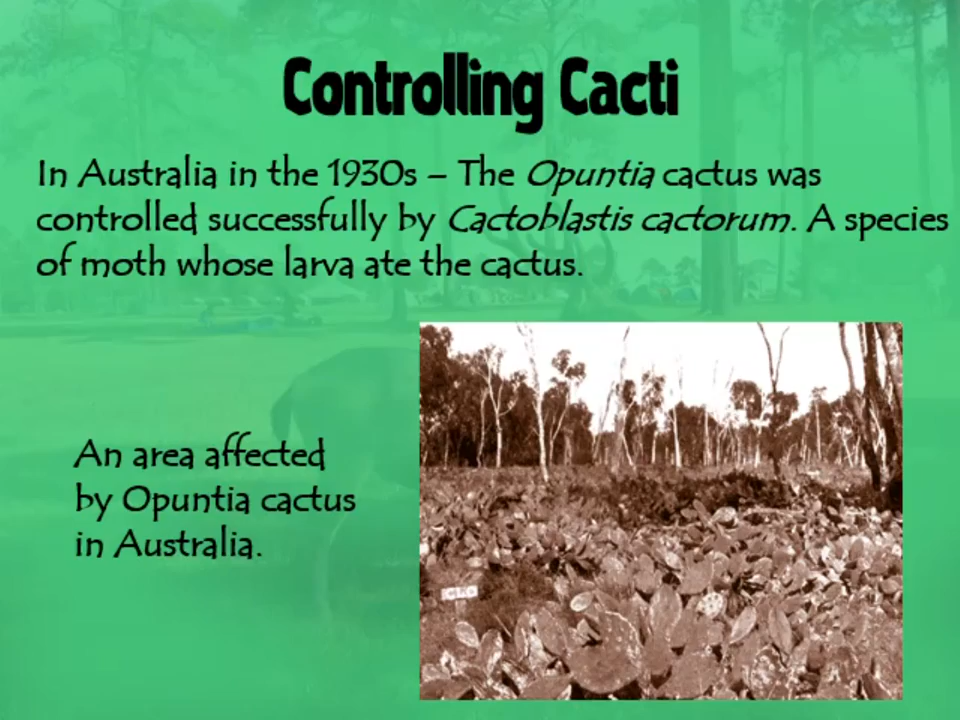 Controlling Cacti
In Australia in the 1930s – The Opuntia cactus was
controlled successfully by Cactoblastis cactorum. A species
of moth whose larva ate the cactus.
An area affected
by Opuntia cactus
in Australia.